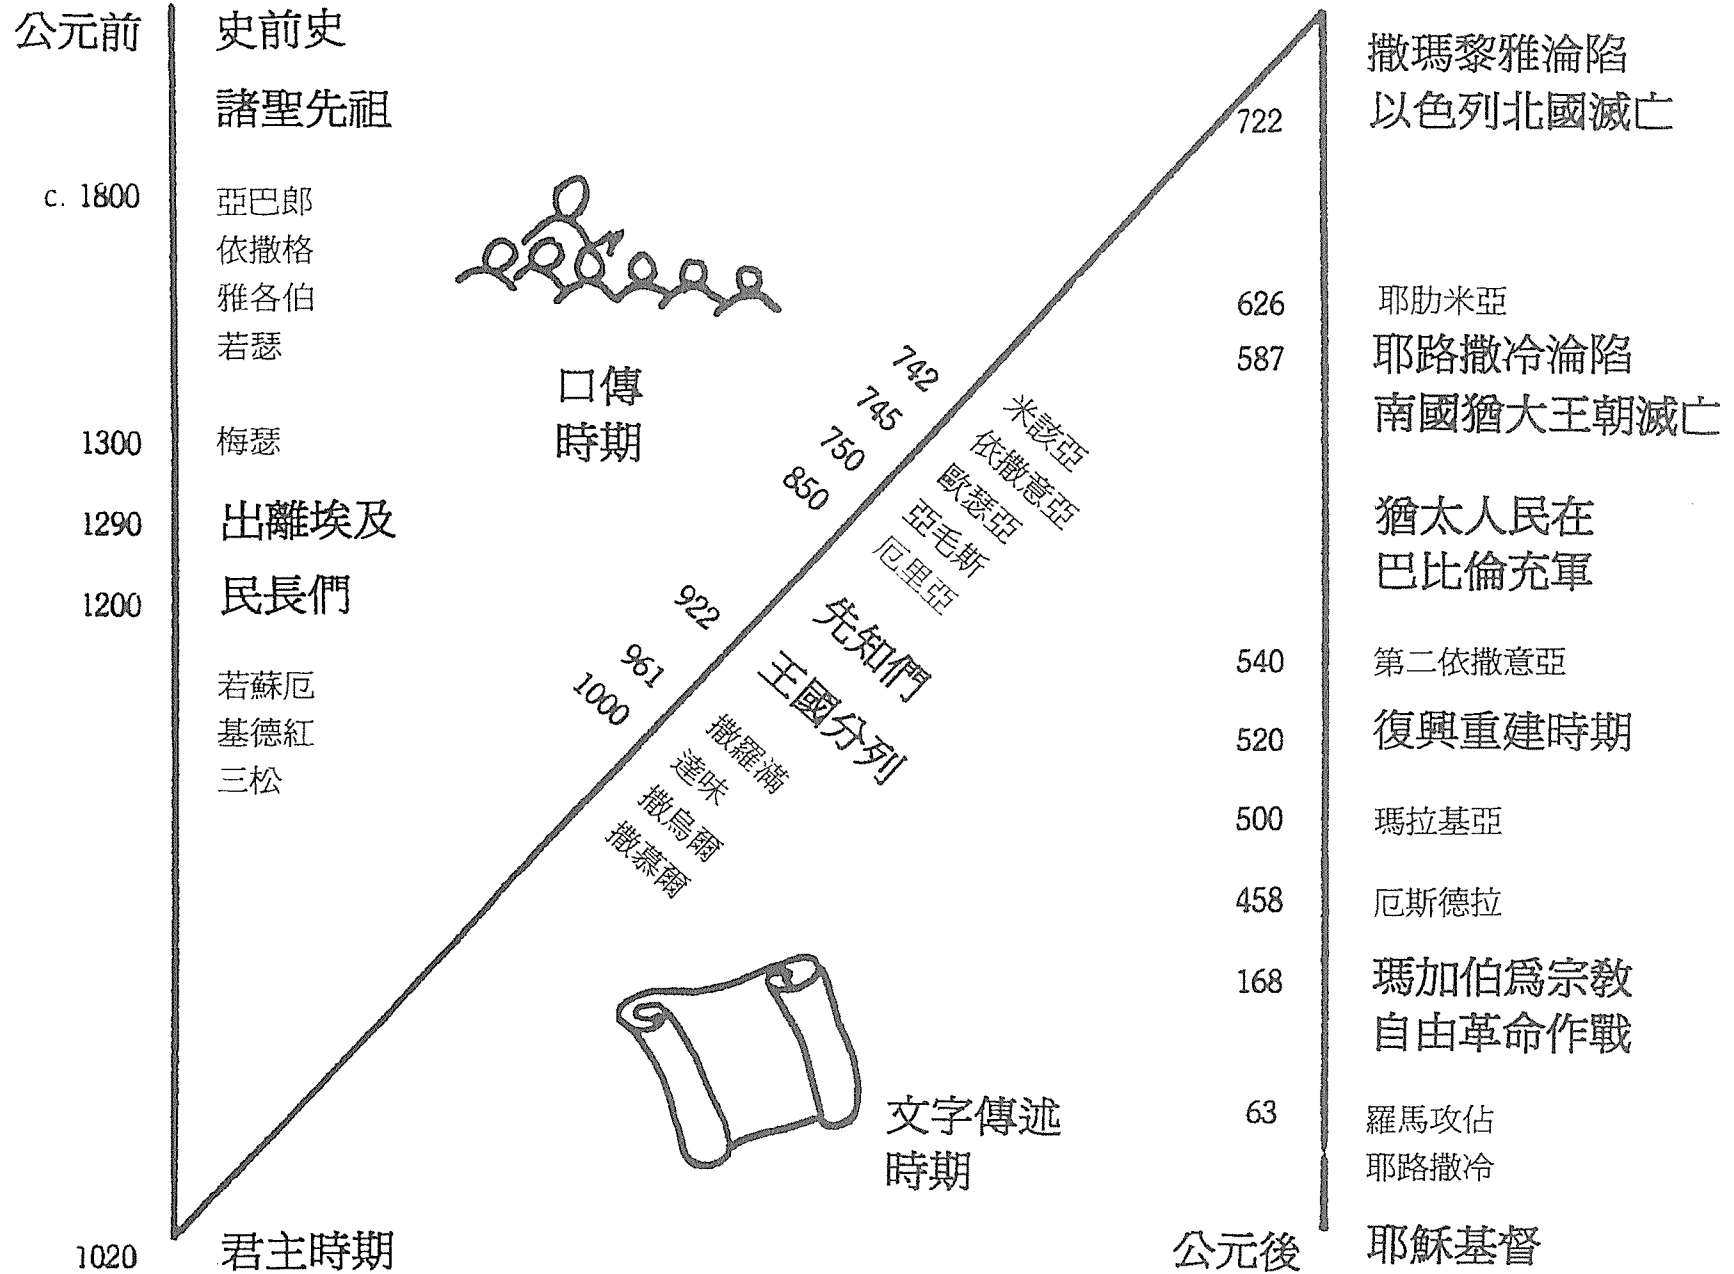 公元前 史前史
諸聖先祖
c. 1800 亞巴郎
依撒格
雅各伯
若瑟
1300 梅瑟
1290 出離埃及
1200 民長們
若蘇厄
基德紅
三松
1020 君主時期
口傳
時期
1000
961
922
850
750
745
742
撒慕爾
撒烏爾
達味
撒羅滿
王國分列
先知們
厄里亞
亞毛斯
歐瑟亞
依撒意亞
米該亞
文字傳述
時期
撒瑪黎雅淪陷
722 以色列北國滅亡
626 耶肋米亞
587 耶路撒冷淪陷
南國猶大王朝滅亡
猶太人民在
巴比倫充軍
540 第二依撒意亞
520 復興重建時期
500 瑪拉基亞
458 厄斯德拉
168 瑪加伯爲宗教
自由革命作戰
63 羅馬攻佔
耶路撒冷
公元後 耶穌基督